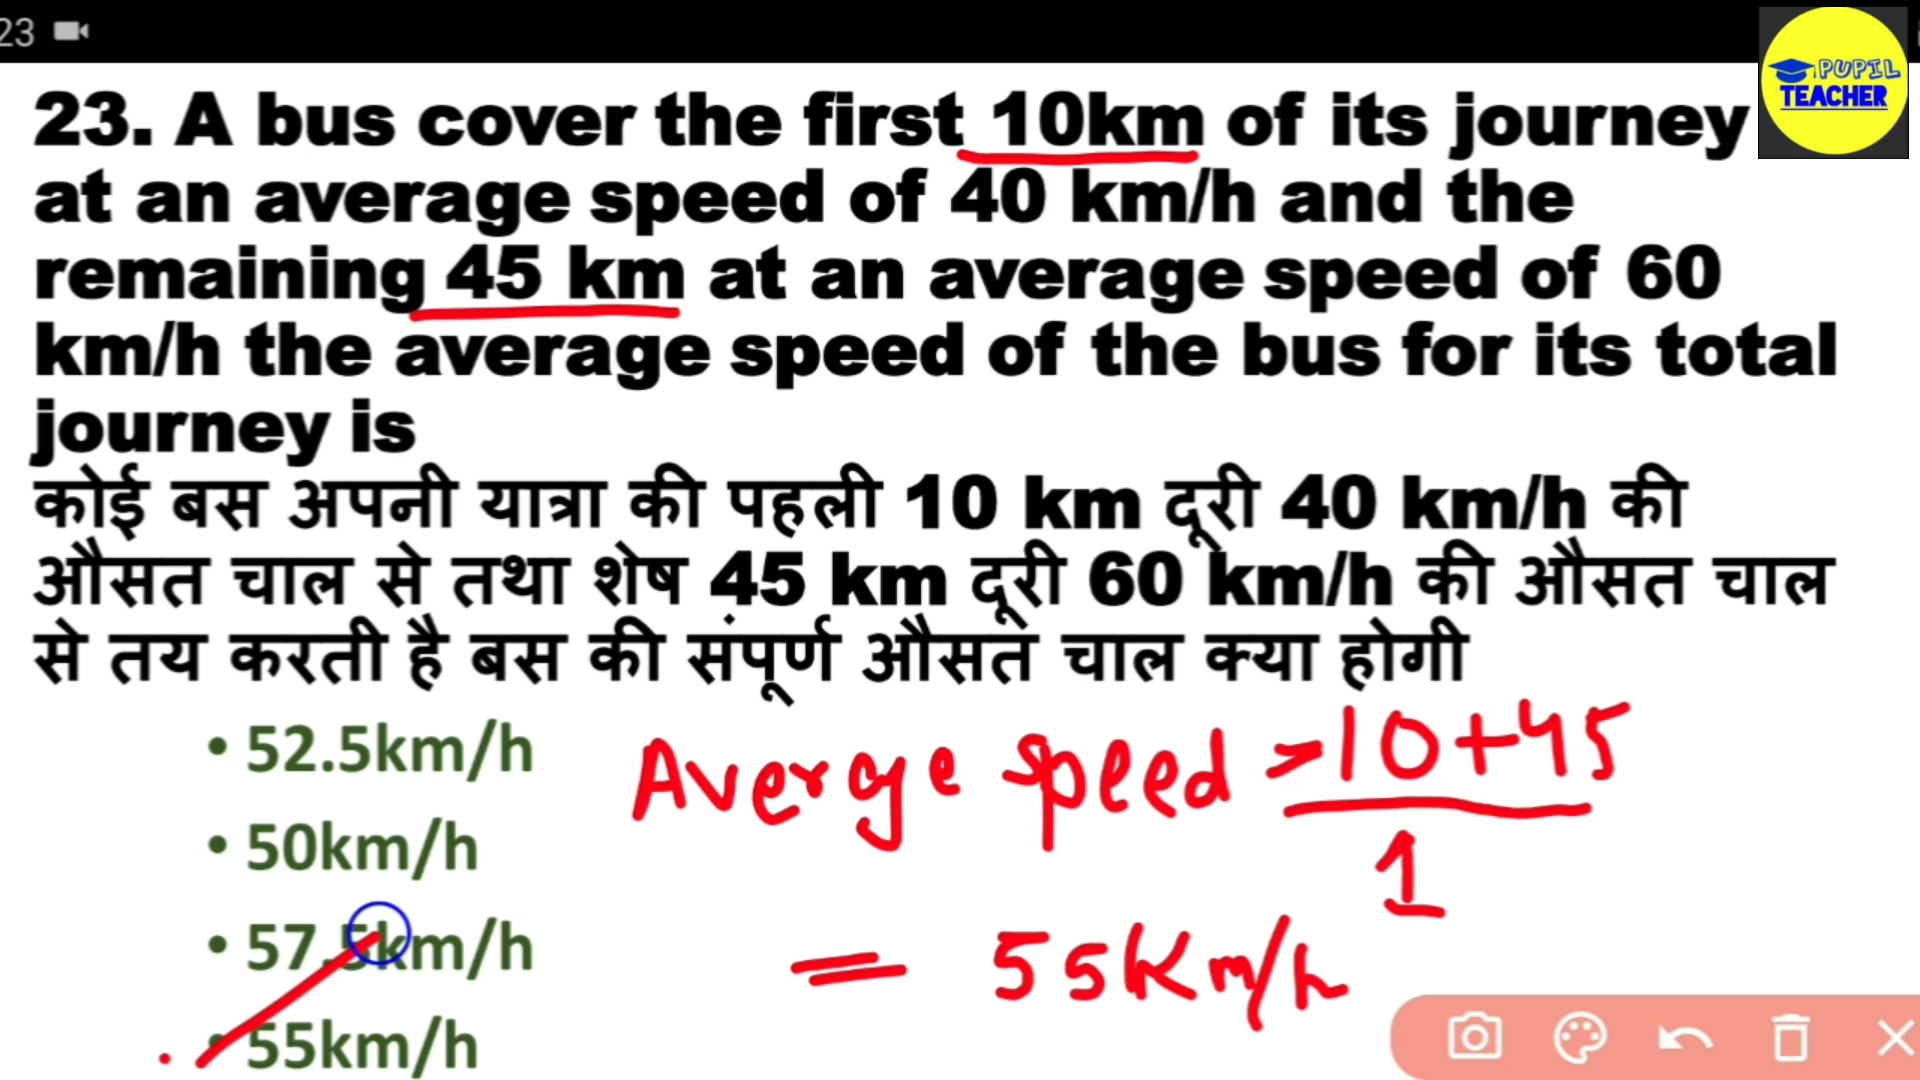 23
PUPIL
TEACHER
23. A bus cover the first 10km of its journey
at an average speed of 40 km/h and the
remaining 45 km at an average speed of 60
km/h the average speed of the bus for its total
journey is
कोई बस अपनी यात्रा की पहली 10 km दूरी 40 km/h की
औसत चाल से तथा शेष 45 km दूरी 60 km/h की औसत चाल
से तय करती है बस की संपूर्ण औसत चाल क्या होगी
• 52.5km/h
• 50km/h
• 57.5km/h
• 55km/h
Average speed = 10+45
1
= 55Km/h